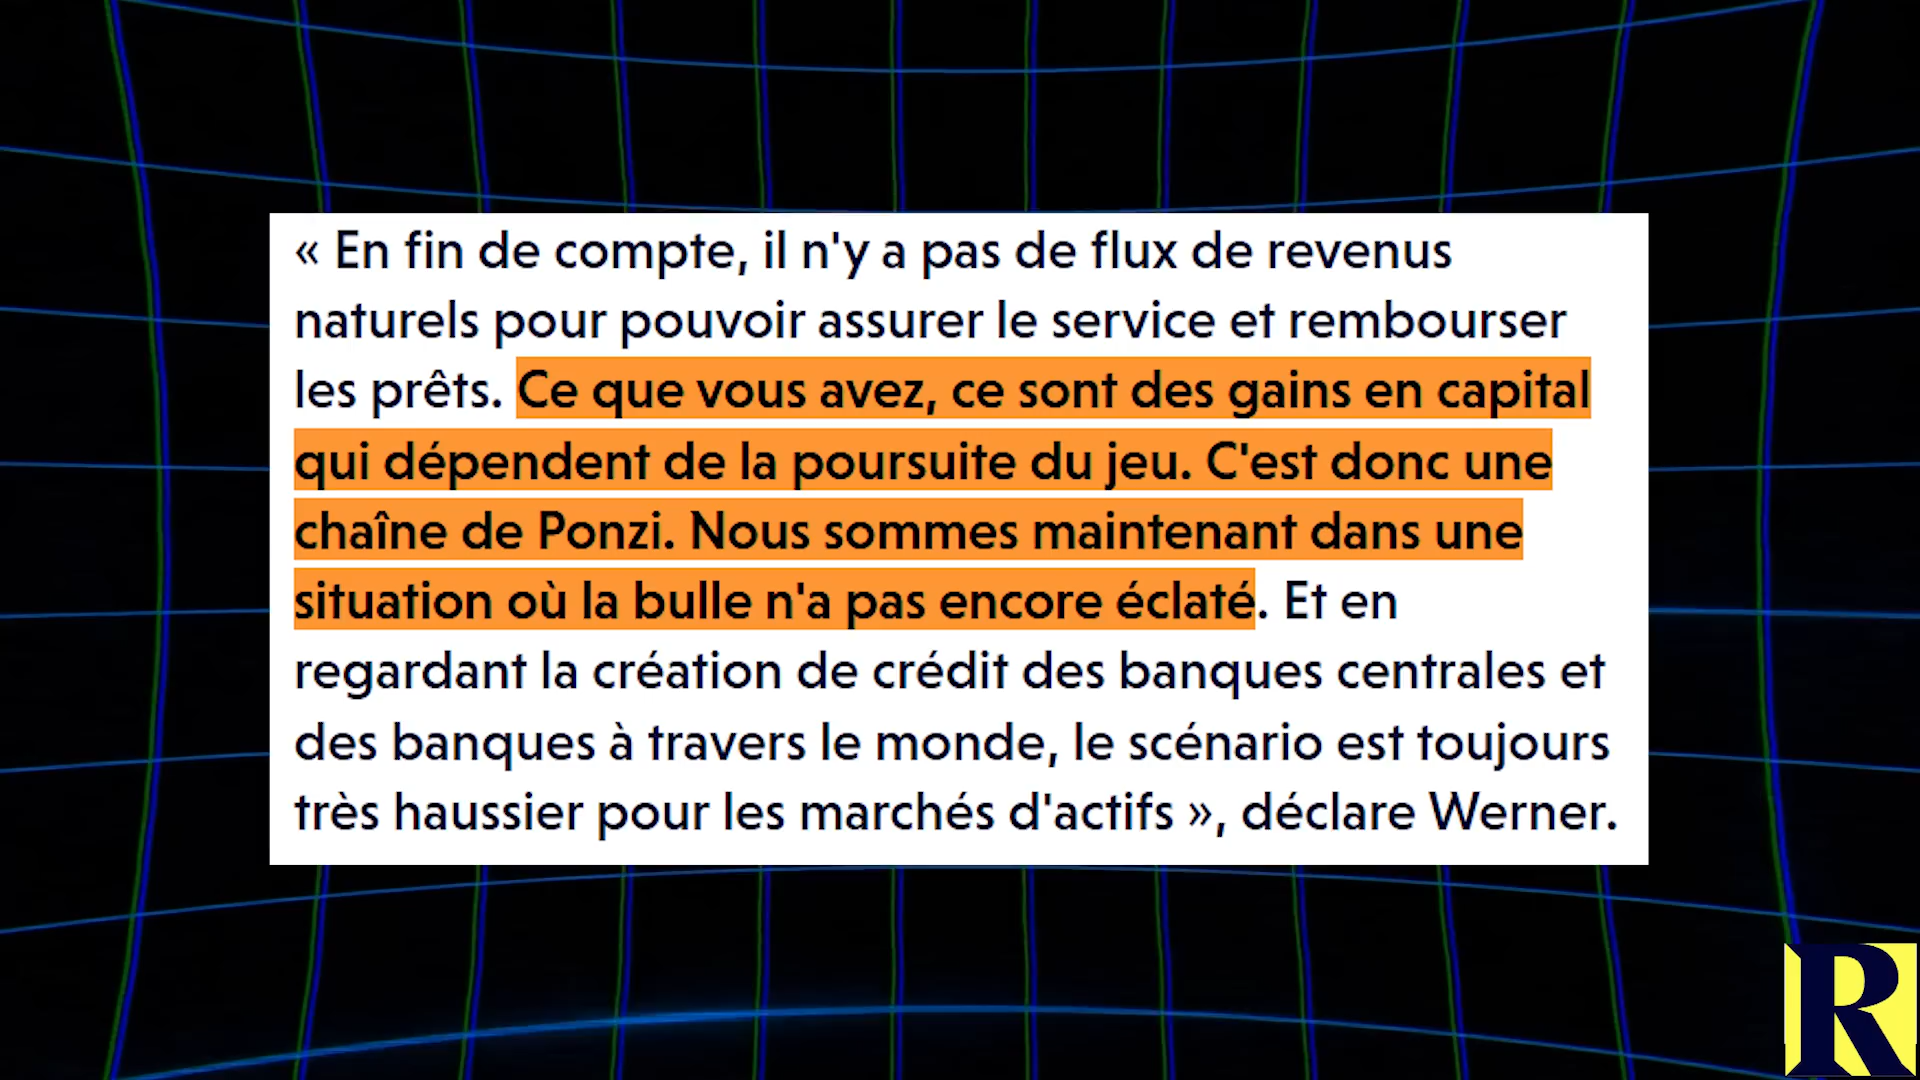 « En fin de compte, il n'y a pas de flux de revenus
naturels pour pouvoir assurer le service et rembourser
les prêts. Ce que vous avez, ce sont des gains en capital
qui dépendent de la poursuite du jeu. C'est donc une
chaîne de Ponzi. Nous sommes maintenant dans une
situation où la bulle n'a pas encore éclaté. Et en
regardant la création de crédit des banques centrales et
des banques à travers le monde, le scénario est toujours
très haussier pour les marchés d'actifs », déclare Werner.
R